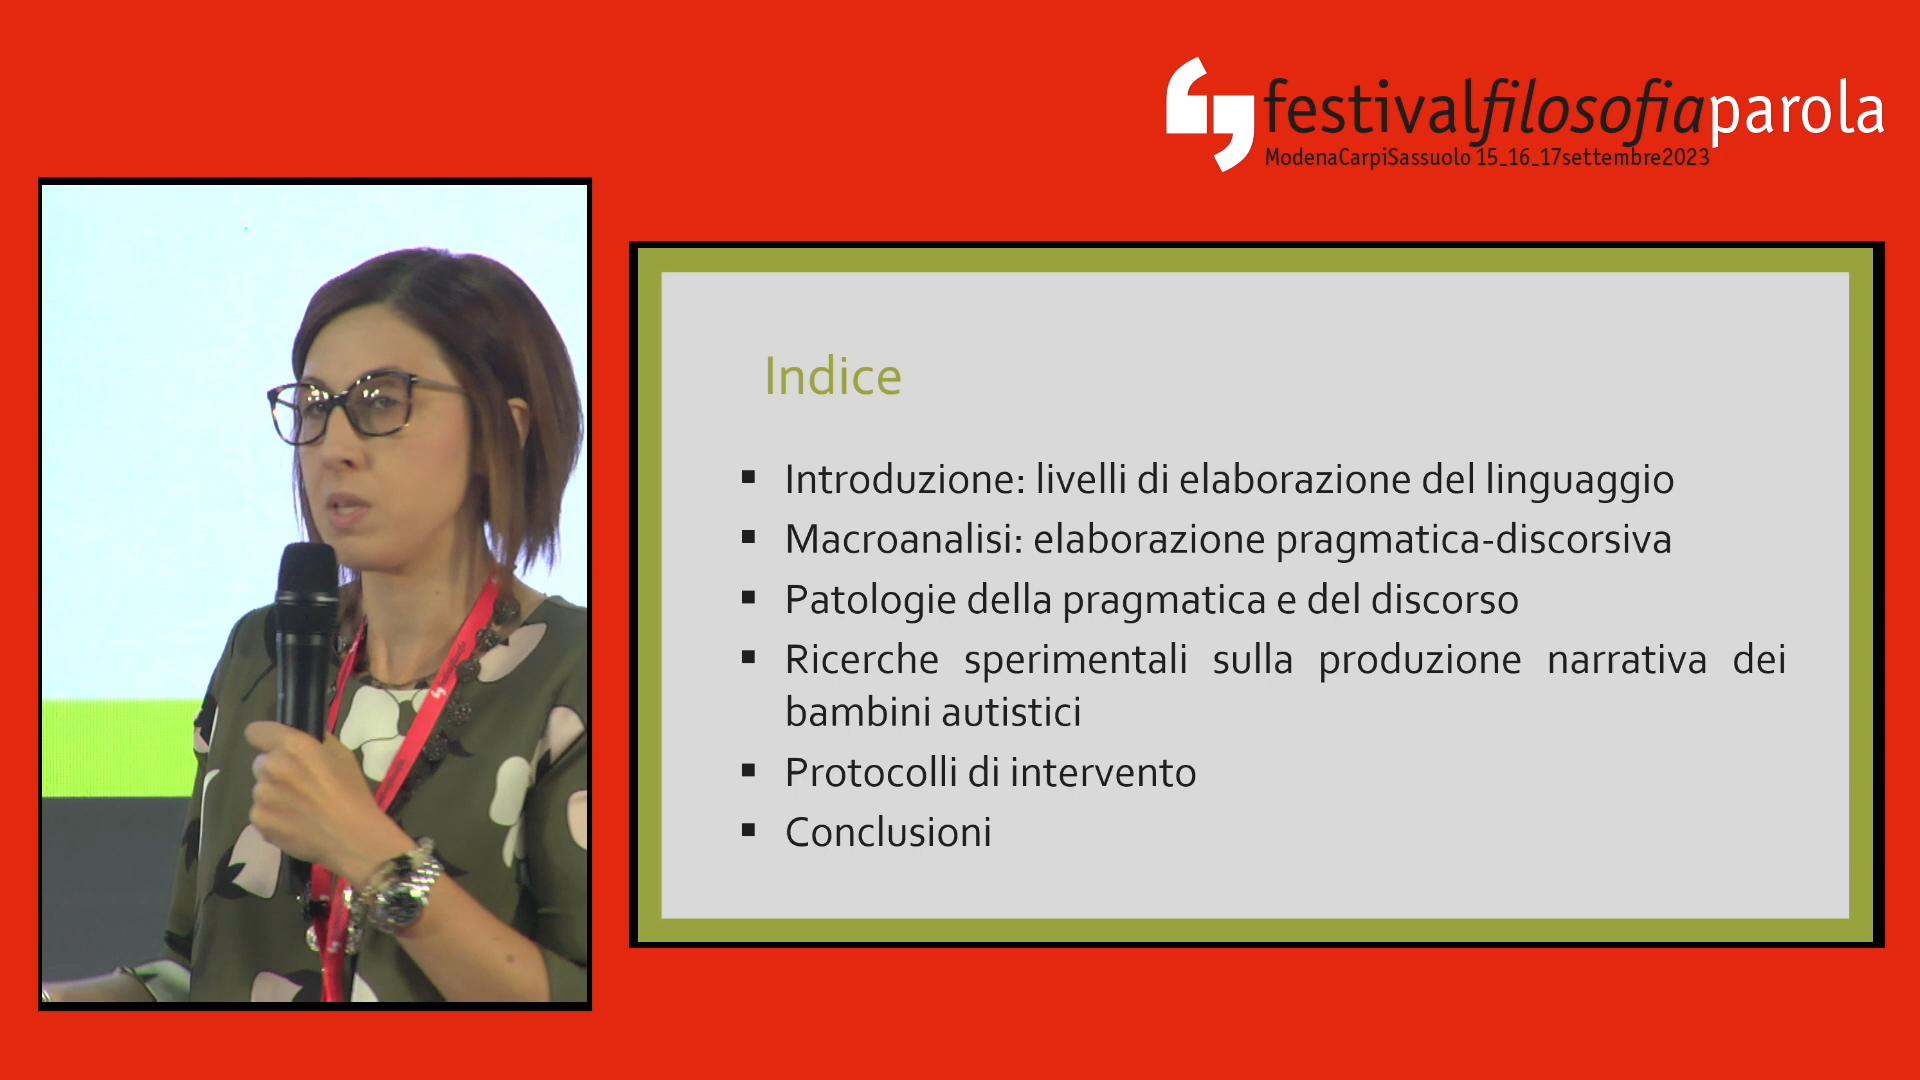 festivalfilosofiaparola
ModenaCarpiSassuolo 15_16_17settembre2023
Indice
▪ Introduzione: livelli di elaborazione del linguaggio
▪ Macroanalisi: elaborazione pragmatica-discorsiva
▪ Patologie della pragmatica e del discorso
▪ Ricerche sperimentali sulla produzione narrativa dei
bambini autistici
▪ Protocolli di intervento
▪ Conclusioni